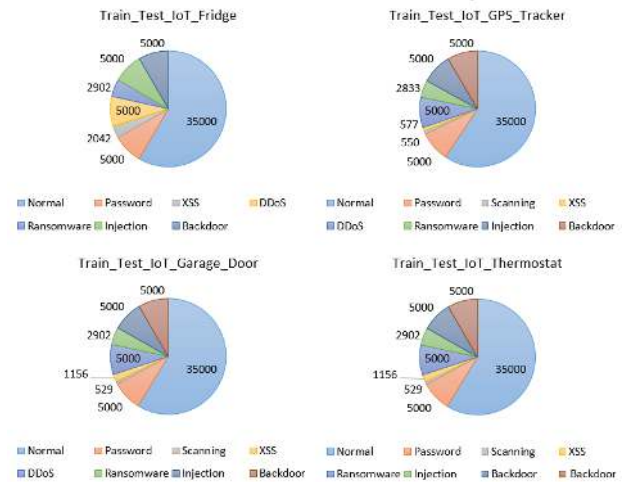 Train_Test_IoT_Fridge
5000
5000
2902
5000
2042
5000
35000
Normal Password XSS DDoS
Ransomware Injection Backdoor
Train_Test_IoT_GPS_Tracker
5000
5000
2833
5000
577
550
5000
35000
Normal Password Scanning XSS
DDoS Ransomware Injection Backdoor
Train_Test_IoT_Garage_Door
5000
5000
2902
5000
1156
529
5000
35000
Normal Password Scanning XSS
DDoS Ransomware Injection Backdoor
Train_Test_IoT_Thermostat
5000
5000
2902
5000
1156
529
5000
35000
Normal Password Scanning XSS
Ransomware Injection Backdoor Backdoor